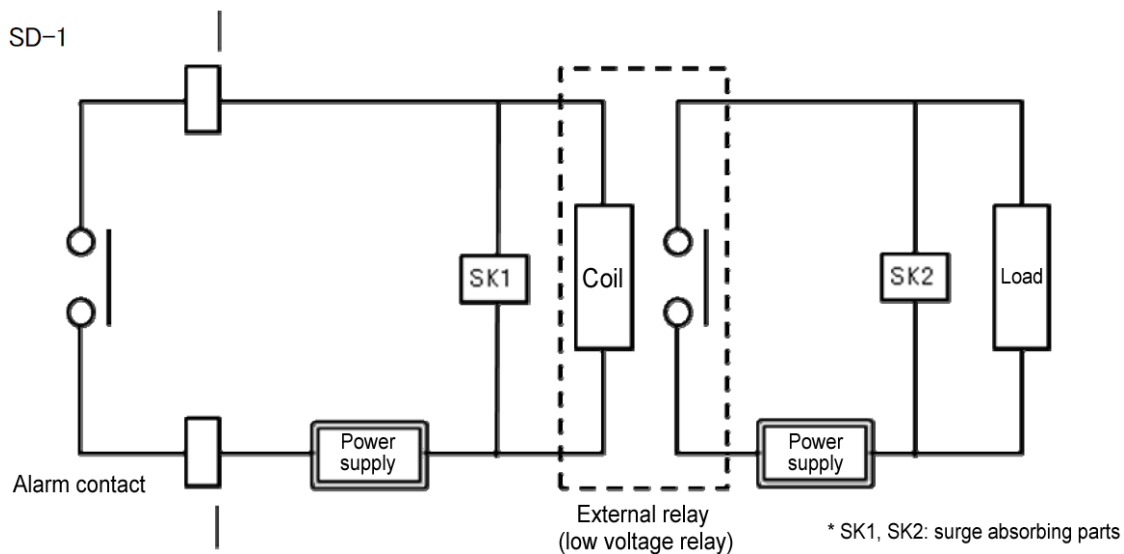 SD-1
SK1
Coil
SK2
Load
Power
supply
Power
supply
Alarm contact
External relay
(low voltage relay)
* SK1, SK2: surge absorbing parts